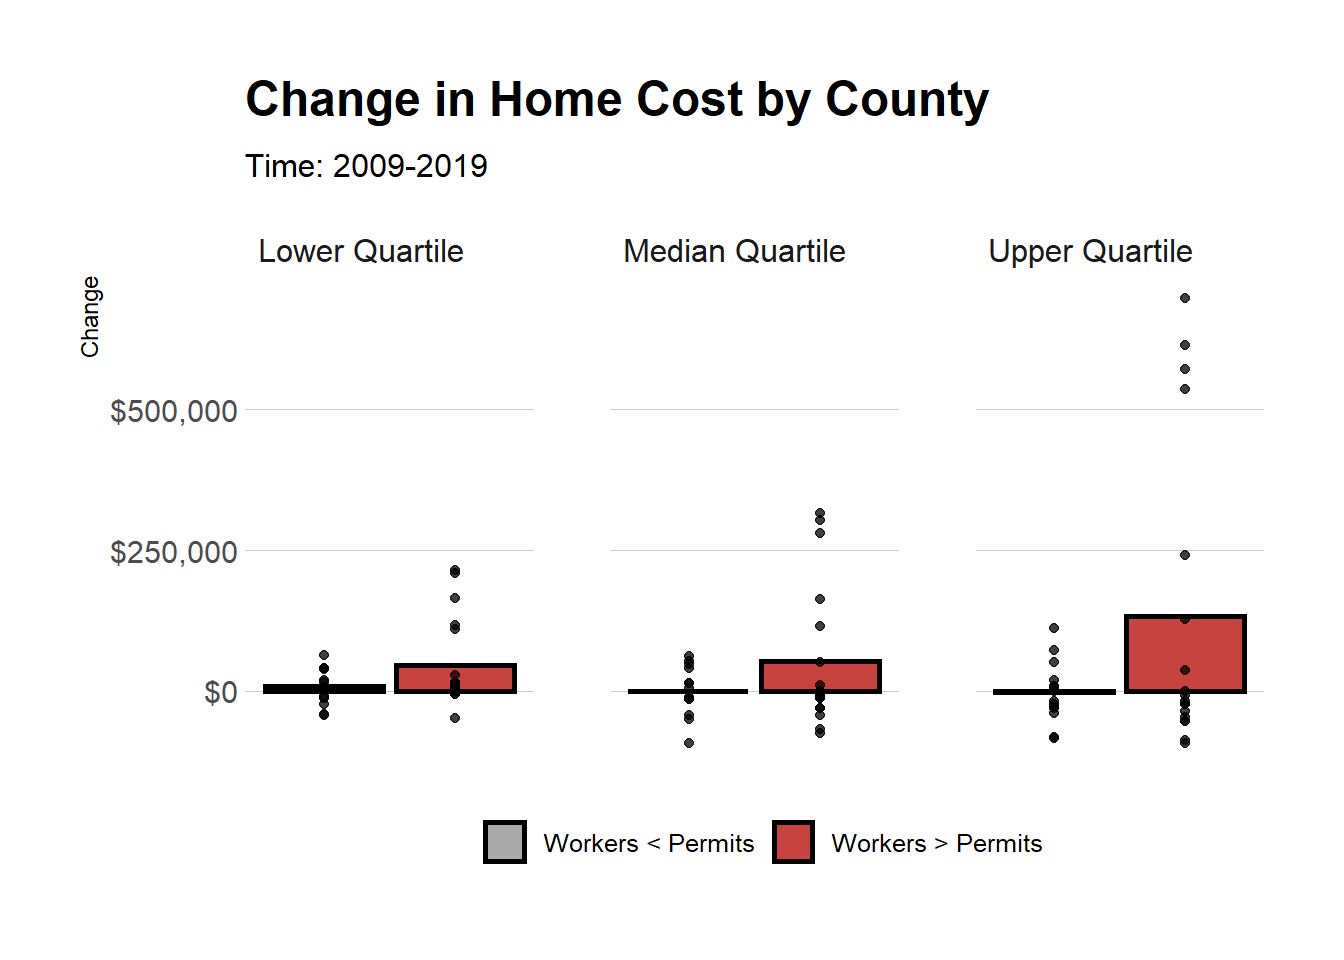 Change in Home Cost by County
Time: 2009-2019
Lower Quartile
Median Quartile
Upper Quartile
Change
$500,000
$250,000
$0
Workers < Permits
Workers > Permits